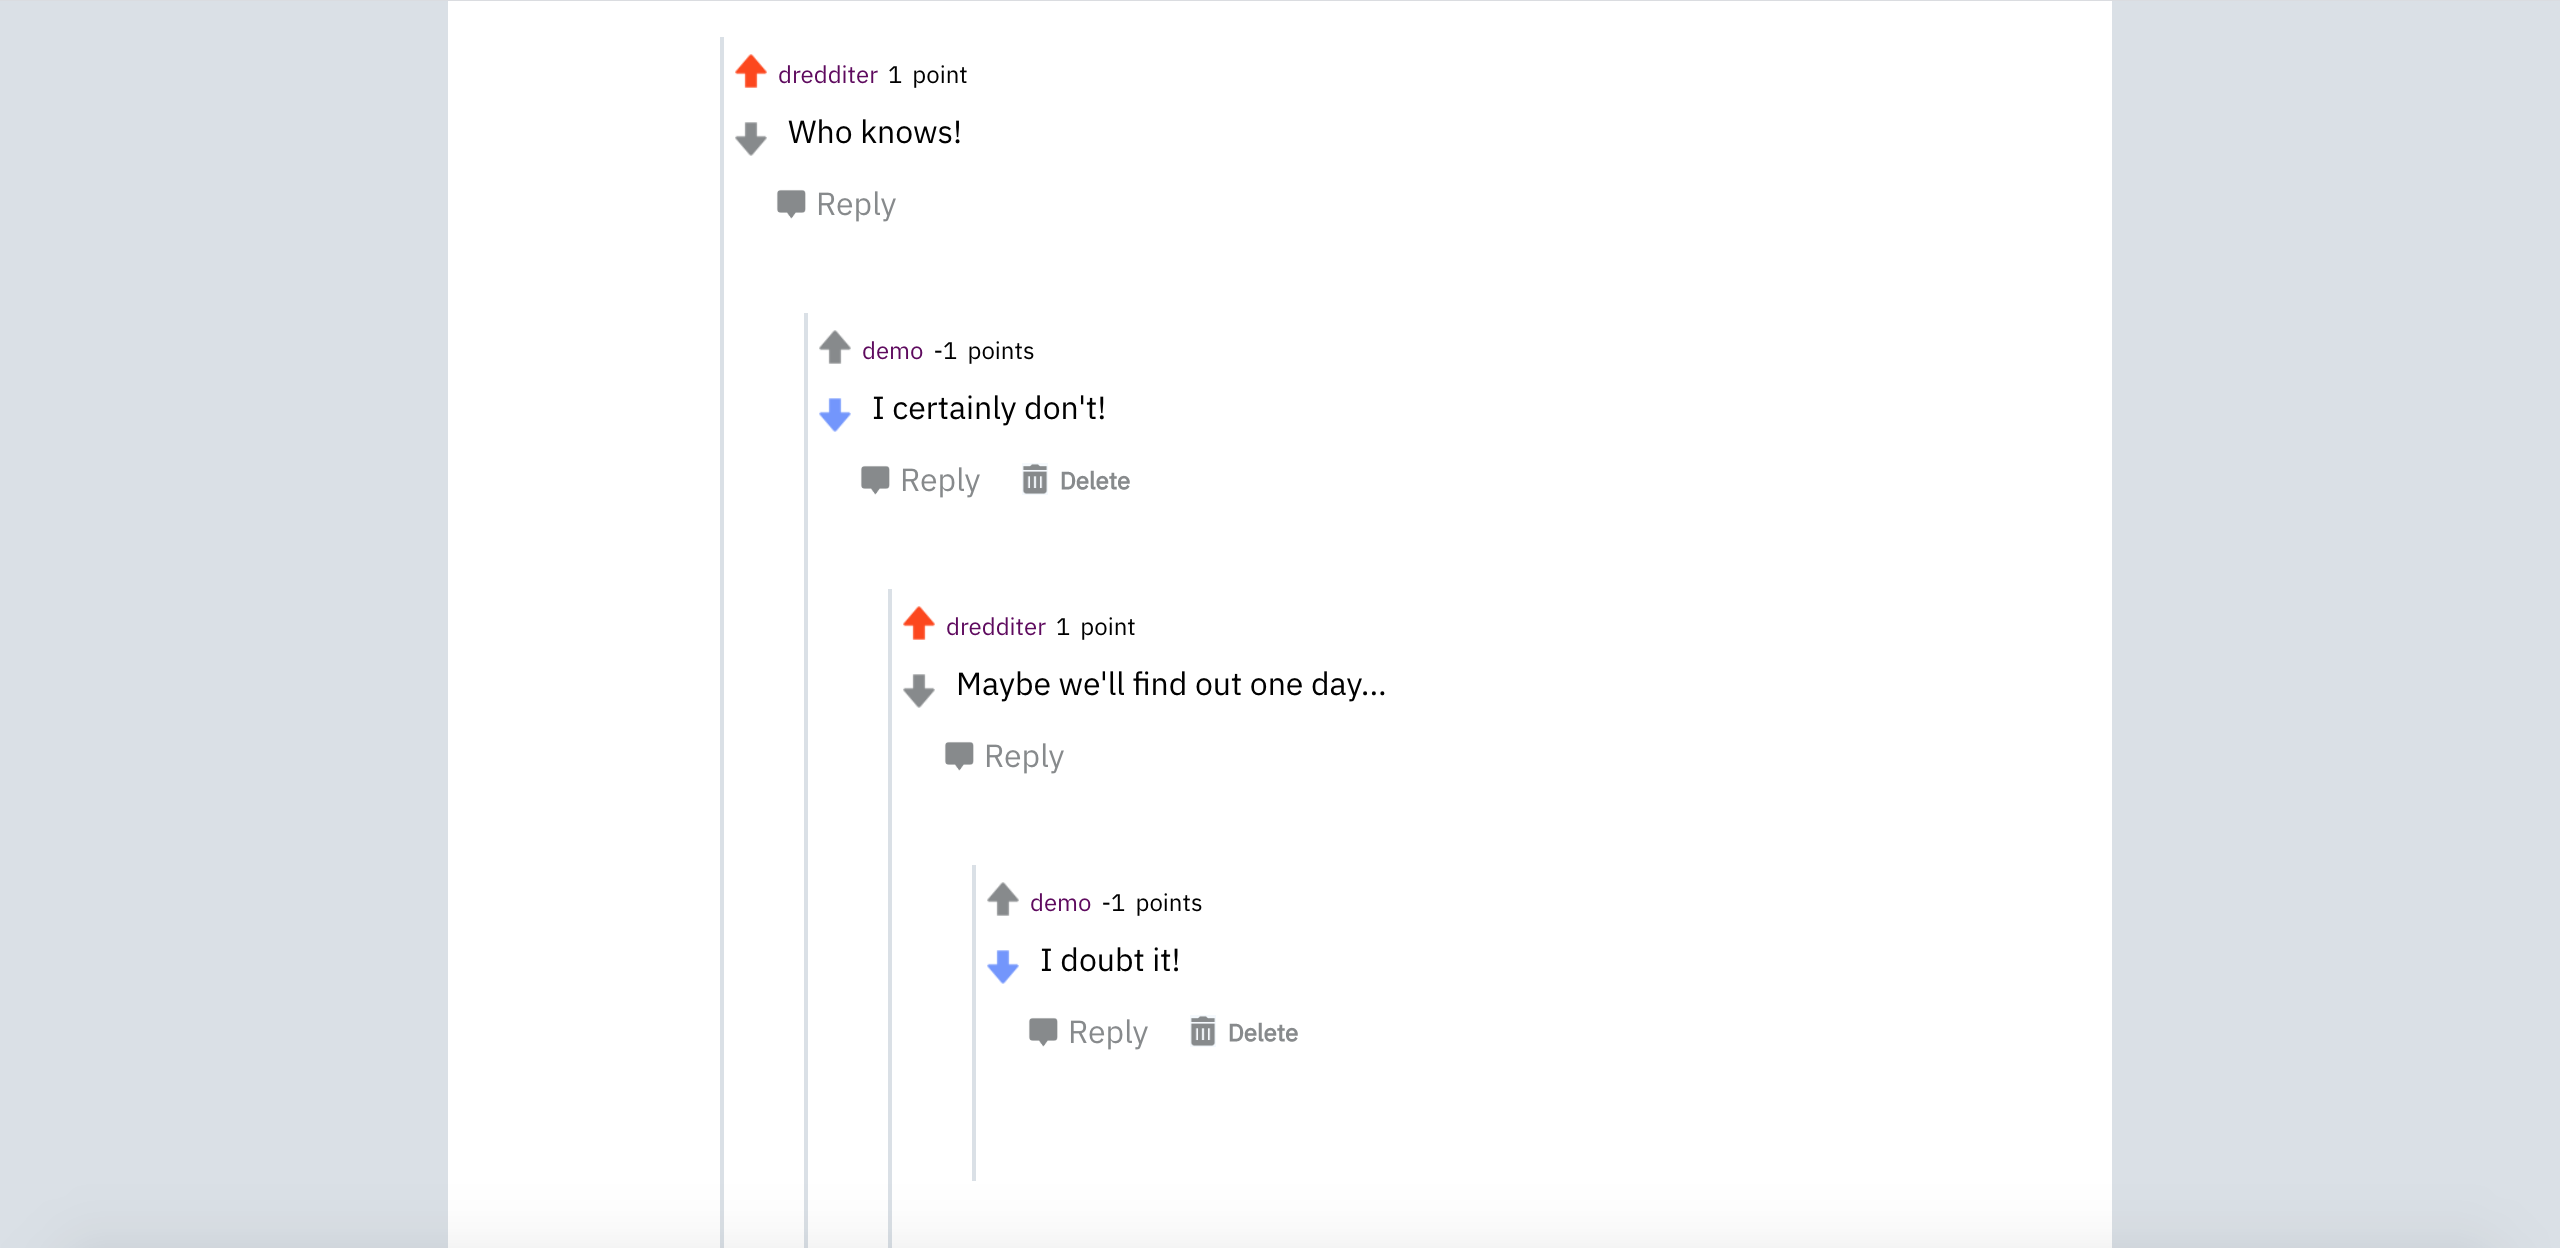 dredditer 1 point
Who knows!
Reply
demo -1 points
I certainly don't!
Reply Delete
dredditer 1 point
Maybe we'll find out one day...
Reply
demo -1 points
I doubt it!
Reply Delete